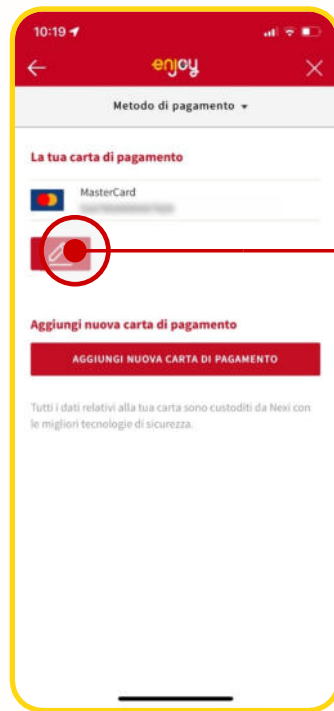 10:19
enjoy
Metodo di pagamento
La tua carta di pagamento
MasterCard
Aggiungi nuova carta di pagamento
AGGIUNGI NUOVA CARTA DI PAGAMENTO
Tutti i dati relativi alla tua carta sono custoditi da Nexi con
le migliori tecnologie di sicurezza.